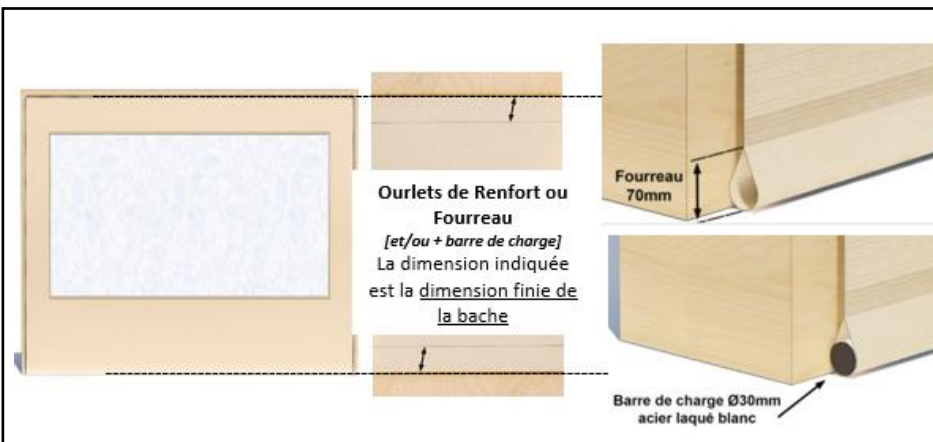 Ourlets de Renfort ou
Fourreau
[et/ou + barre de charge]
La dimension indiquée
est la dimension finie de
la bache
Fourreau
70mm
Barre de charge Ø30mm
acier laqué blanc